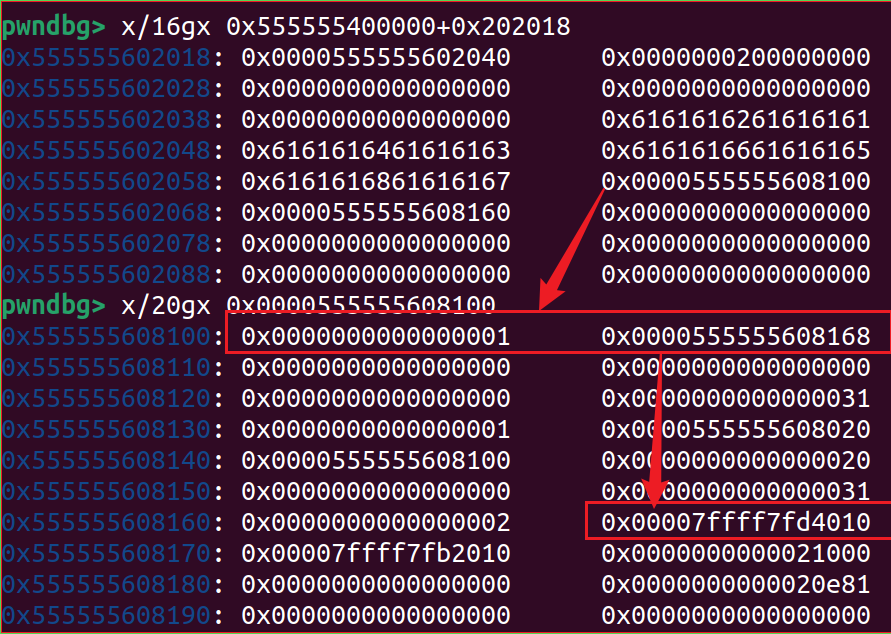 pwndbg> x/16gx 0x555555400000+0x202018
0x555555602018: 0x0000555555602040 0x0000000200000000
0x555555602028: 0x0000000000000000 0x0000000000000000
0x555555602038: 0x0000000000000000 0x6161616261616161
0x555555602048: 0x6161616461616163 0x6161616661616165
0x555555602058: 0x6161616861616167 0x0000555555608100
0x555555602068: 0x0000555555608160 0x0000000000000000
0x555555602078: 0x0000000000000000 0x0000000000000000
0x555555602088: 0x0000000000000000 0x0000000000000000
pwndbg> x/20gx 0x0000555555608100
0x555555608100: 0x0000000000000001 0x0000555555608168
0x555555608110: 0x0000000000000000 0x0000000000000000
0x555555608120: 0x0000000000000000 0x0000000000000031
0x555555608130: 0x0000000000000001 0x0000555555608020
0x555555608140: 0x0000555555608100 0x0000000000000020
0x555555608150: 0x0000000000000000 0x0000000000000031
0x555555608160: 0x0000000000000002 0x00007ffff7fd4010
0x555555608170: 0x00007ffff7fb2010 0x0000000000021000
0x555555608180: 0x0000000000000000 0x0000000000020e81
0x555555608190: 0x0000000000000000 0x0000000000000000